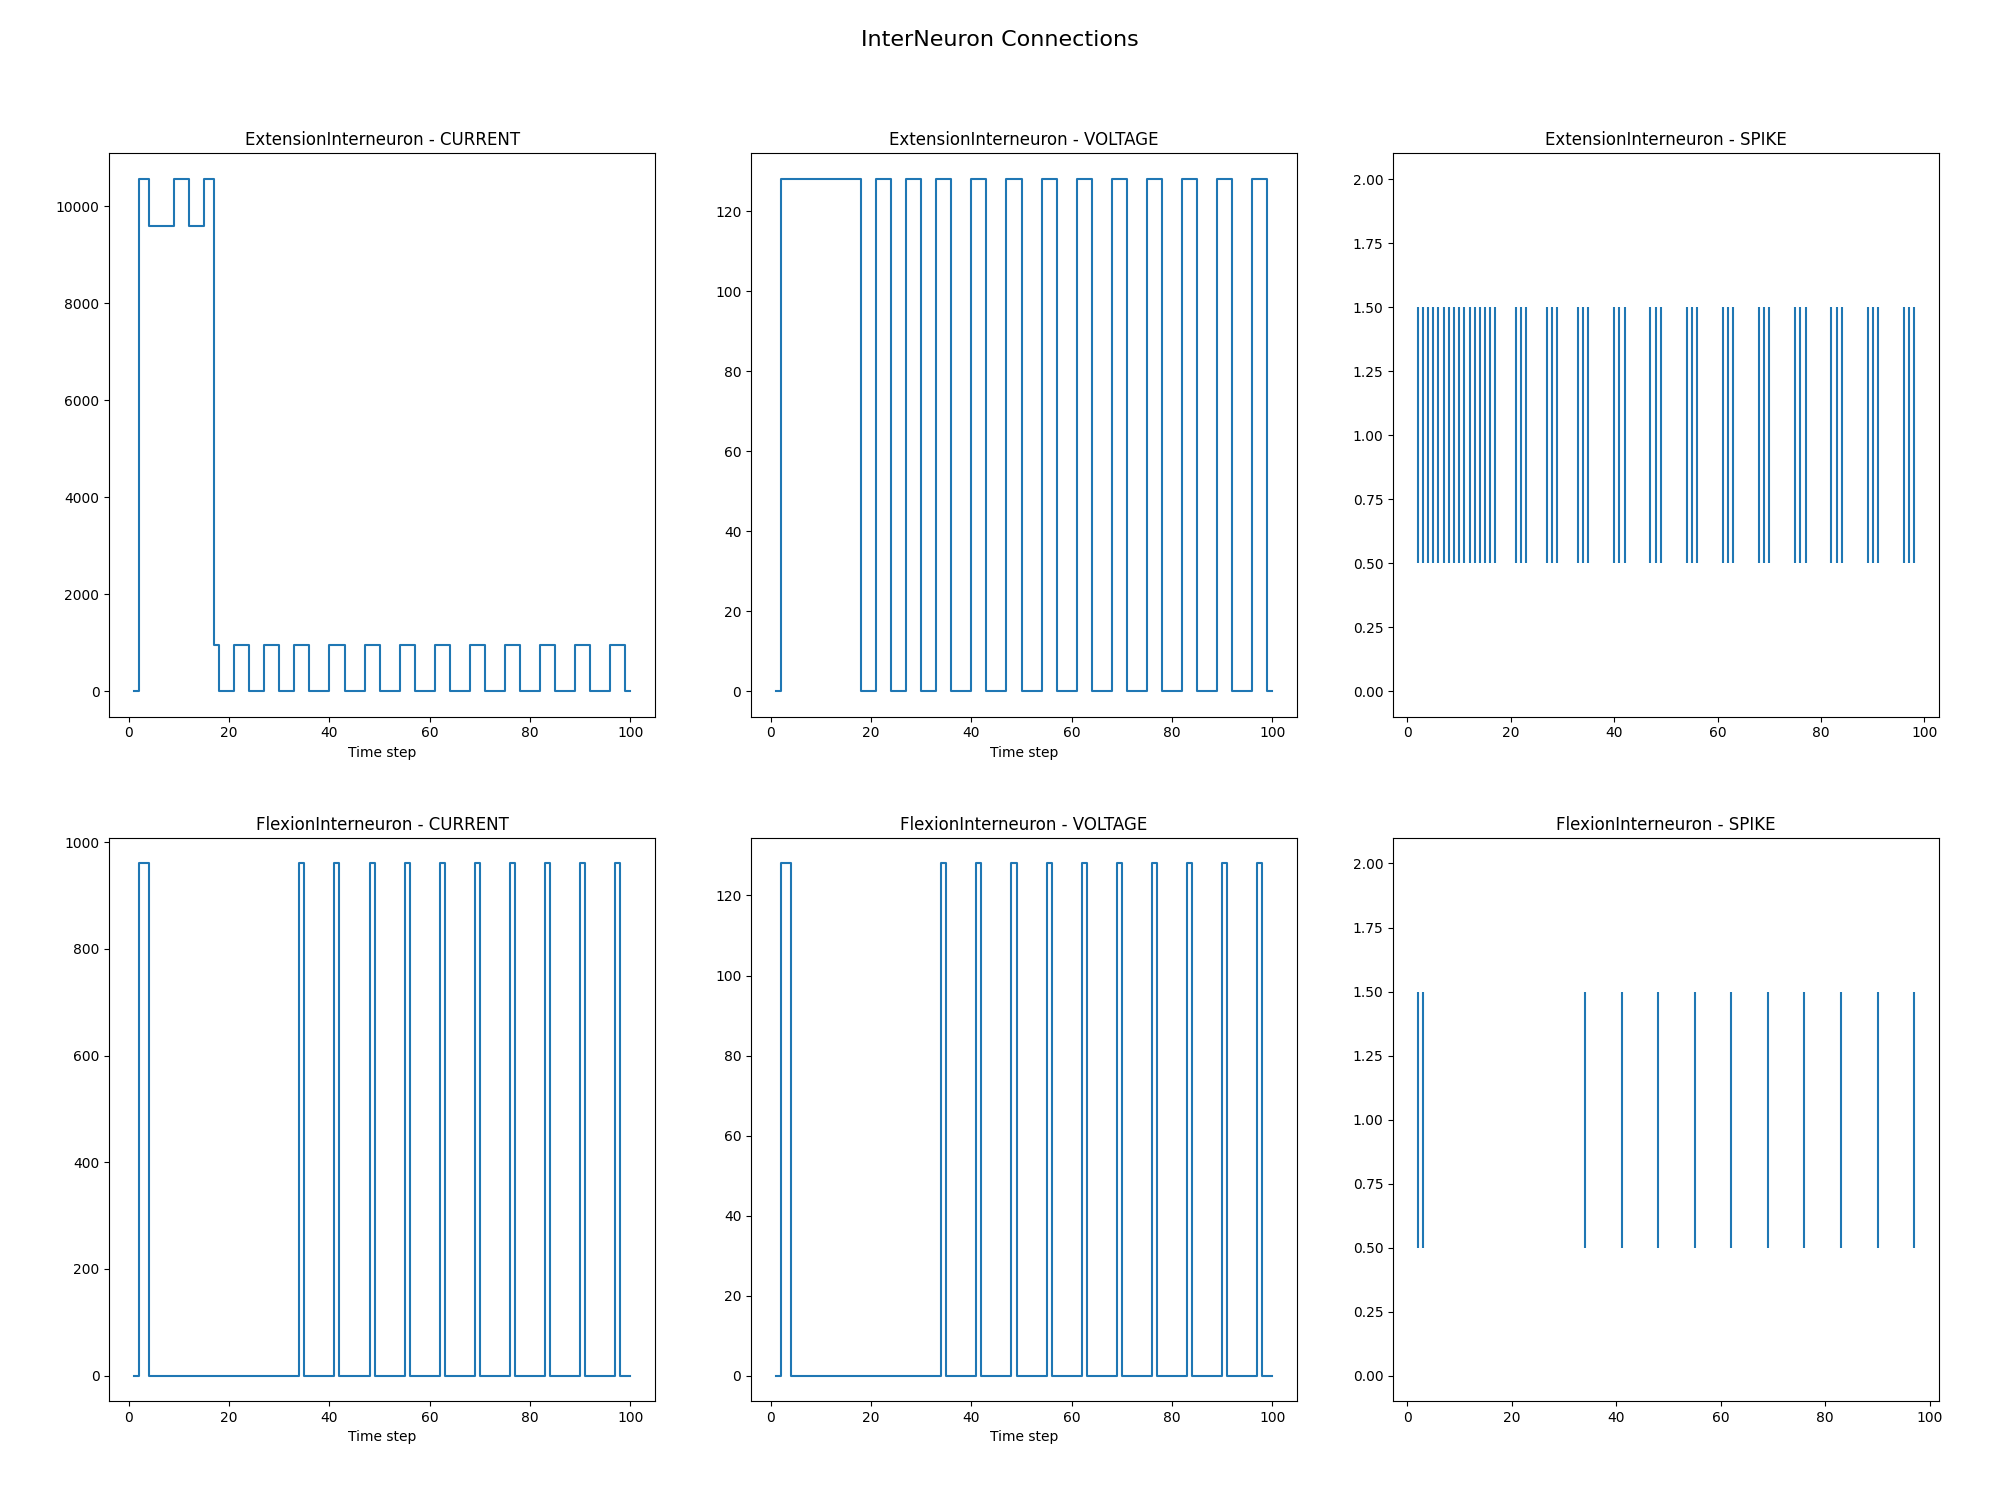 InterNeuron Connections
ExtensionInterneuron - CURRENT
10000
8000
6000
4000
2000
0
0 20 40 60 80 100
Time step
ExtensionInterneuron - VOLTAGE
120
100
80
60
40
20
0
0 20 40 60 80 100
Time step
ExtensionInterneuron - SPIKE
2.00
1.75
1.50
1.25
1.00
0.75
0.50
0.25
0.00
0 20 40 60 80 100
FlexionInterneuron - CURRENT
1000
800
600
400
200
0
0 20 40 60 80 100
Time step
FlexionInterneuron - VOLTAGE
120
100
80
60
40
20
0
0 20 40 60 80 100
Time step
FlexionInterneuron - SPIKE
2.00
1.75
1.50
1.25
1.00
0.75
0.50
0.25
0.00
0 20 40 60 80 100